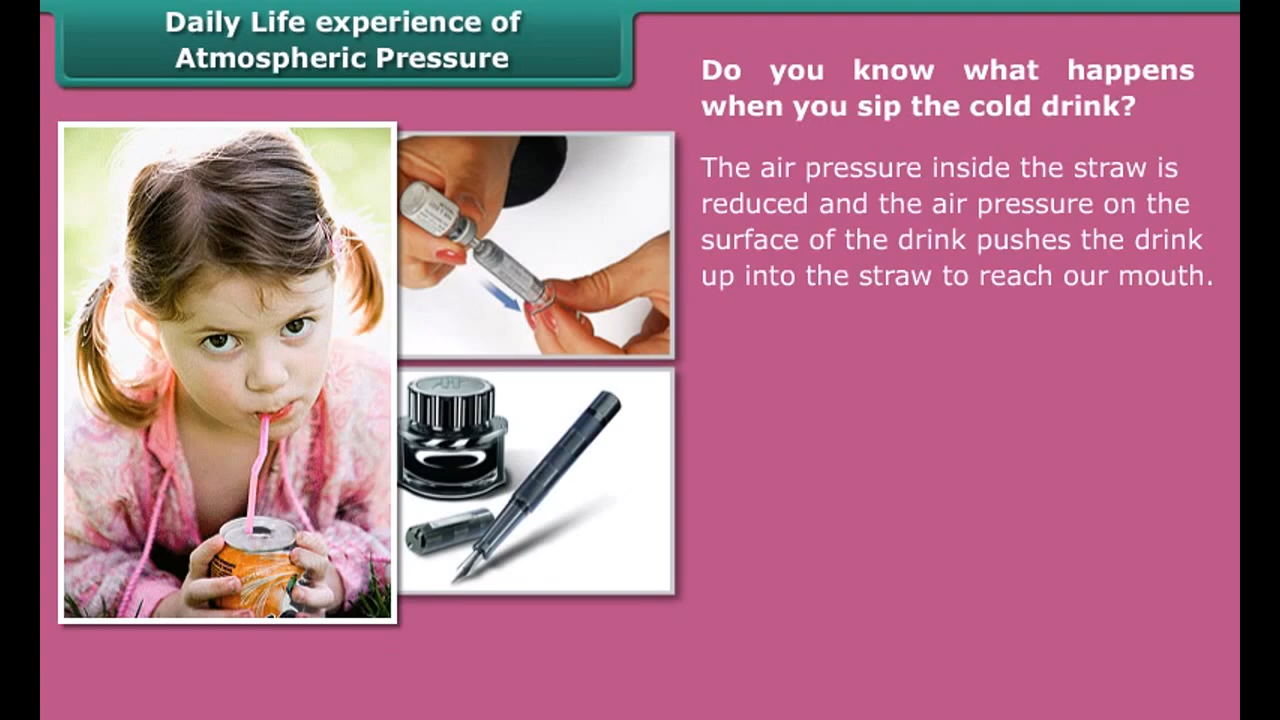 Daily Life experience of
Atmospheric Pressure
Do you know what happens
when you sip the cold drink?
The air pressure inside the straw is
reduced and the air pressure on the
surface of the drink pushes the drink
up into the straw to reach our mouth.